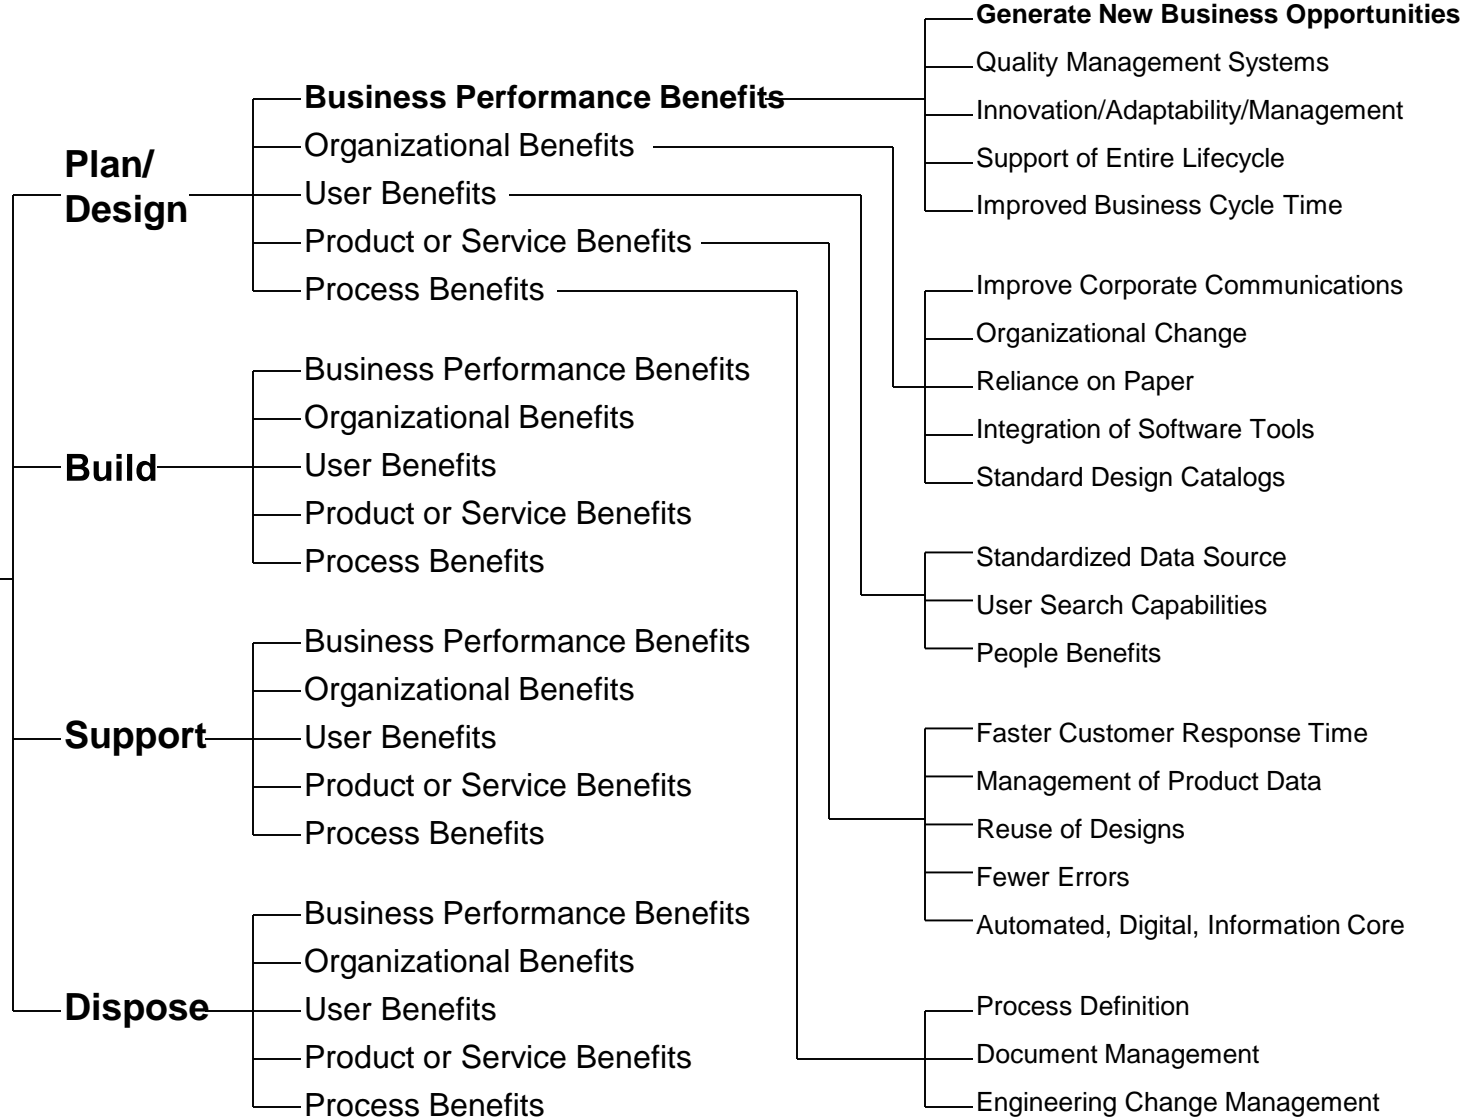 Plan/
Design
Business Performance Benefits
Organizational Benefits
User Benefits
Product or Service Benefits
Process Benefits
Build
Business Performance Benefits
Organizational Benefits
User Benefits
Product or Service Benefits
Process Benefits
Support
Business Performance Benefits
Organizational Benefits
User Benefits
Product or Service Benefits
Process Benefits
Dispose
Business Performance Benefits
Organizational Benefits
User Benefits
Product or Service Benefits
Process Benefits
Generate New Business Opportunities
Quality Management Systems
Innovation/Adaptability/Management
Support of Entire Lifecycle
Improved Business Cycle Time
Improve Corporate Communications
Organizational Change
Reliance on Paper
Integration of Software Tools
Standard Design Catalogs
Standardized Data Source
User Search Capabilities
People Benefits
Faster Customer Response Time
Management of Product Data
Reuse of Designs
Fewer Errors
Automated, Digital, Information Core
Process Definition
Document Management
Engineering Change Management